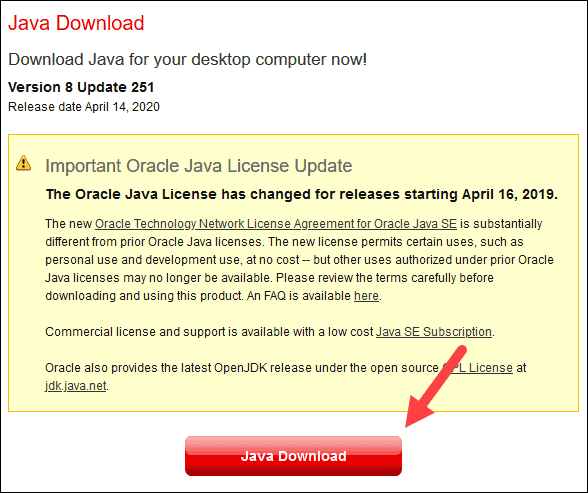 Java Download
Download Java for your desktop computer now!
Version 8 Update 251
Release date April 14, 2020
Important Oracle Java License Update
The Oracle Java License has changed for releases starting April 16, 2019.
The new Oracle Technology Network License Agreement for Oracle Java SE is substantially
different from prior Oracle Java licenses. The new license permits certain uses, such as
personal use and development use, at no cost -- but other uses authorized under prior Oracle
Java licenses may no longer be available. Please review the terms carefully before
downloading and using this product. An FAQ is available here.
Commercial license and support is available with a low cost Java SE Subscription.
Oracle also provides the latest OpenJDK release under the open source GPL License at
jdk.java.net.
Java Download